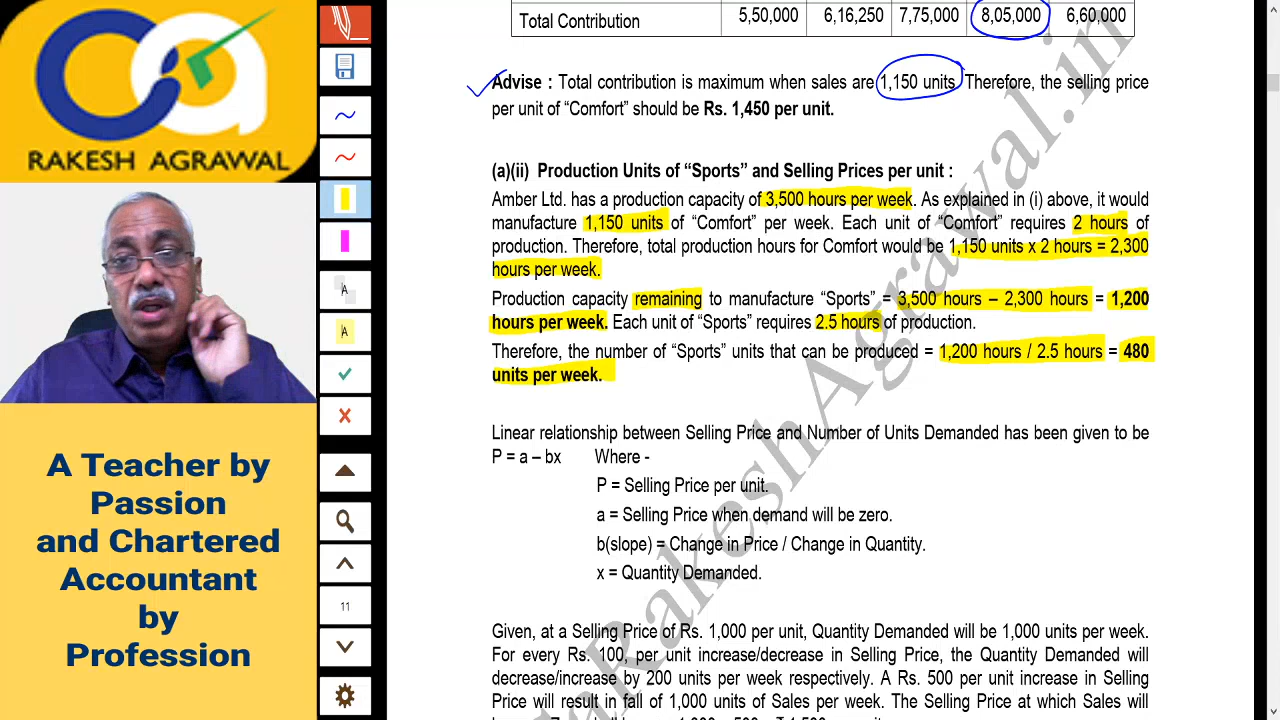 RAKESH AGRAWAL
A Teacher by
Passion
and Chartered
Accountant
by
Profession
A
A
11
Total Contribution 5,50,000 6,16,250 7,75,000 8,05,000 6,60,000
Advise : Total contribution is maximum when sales are 1,150 units Therefore, the selling price
per unit of “Comfort” should be Rs. 1,450 per unit.
(a)(ii) Production Units of “Sports” and Selling Prices per unit :
Amber Ltd. has a production capacity of 3,500 hours per week. As explained in (i) above, it would
manufacture 1,150 units of “Comfort” per week. Each unit of “Comfort” requires 2 hours of
production. Therefore, total production hours for Comfort would be 1,150 units x 2 hours = 2,300
hours per week.
Production capacity remaining to manufacture “Sports” = 3,500 hours – 2,300 hours = 1,200
hours per week. Each unit of “Sports” requires 2.5 hours of production.
Therefore, the number of “Sports” units that can be produced = 1,200 hours / 2.5 hours = 480
units per week.
Linear relationship between Selling Price and Number of Units Demanded has been given to be
P = a – bx Where -
P = Selling Price per unit.
a = Selling Price when demand will be zero.
b(slope) = Change in Price / Change in Quantity.
x = Quantity Demanded.
Given, at a Selling Price of Rs. 1,000 per unit, Quantity Demanded will be 1,000 units per week.
For every Rs. 100, per unit increase/decrease in Selling Price, the Quantity Demanded will
decrease/increase by 200 units per week respectively. A Rs. 500 per unit increase in Selling
Price will result in fall of 1,000 units of Sales per week. The Selling Price at which Sales will
RakeshAgrawal.in